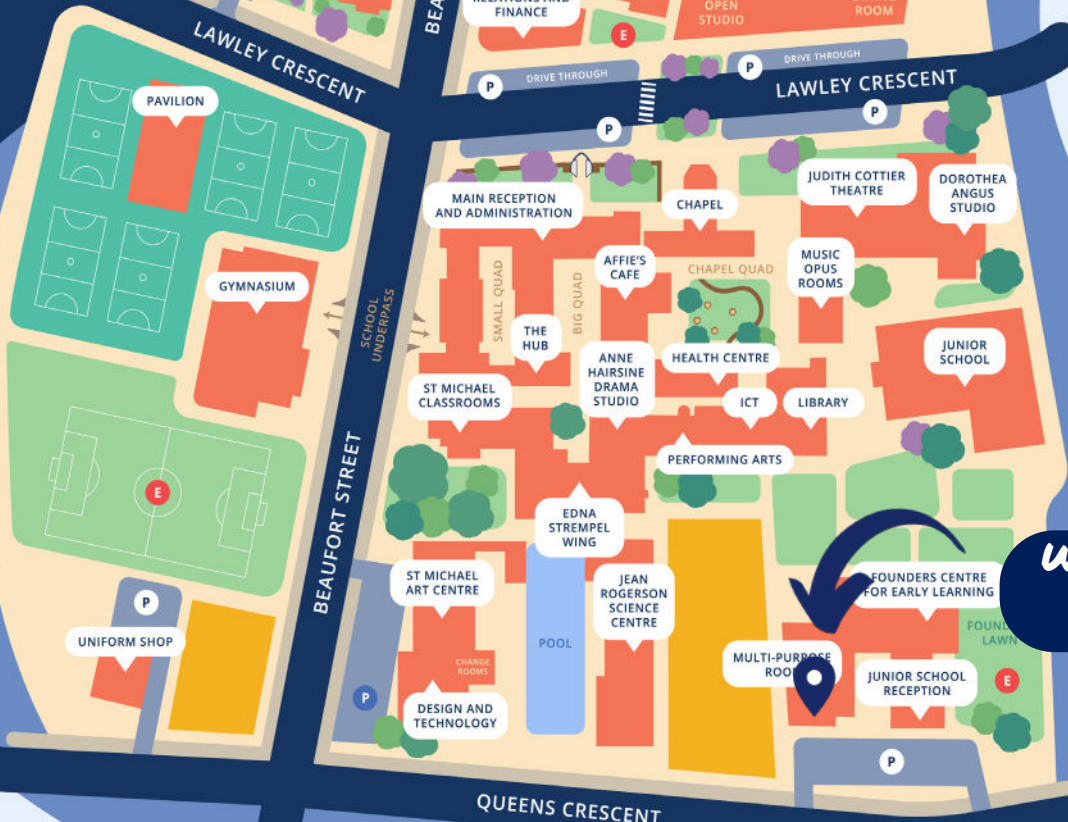 BEA
RELATIONS AND
FINANCE
OPEN
STUDIO
ROOM
E
LAWLEY CRESCENT
P
DRIVE THROUGH
P
DRIVE THROUGH
LAWLEY CRESCENT
P
P
PAVILION
MAIN RECEPTION
AND ADMINISTRATION
CHAPEL
JUDITH COTTIER
THEATRE
DOROTHEA
ANGUS
STUDIO
GYMNASIUM
SCHOOL
UNDERPASS
SMALL QUAD
BIG QUAD
AFFIE'S
CAFE
CHAPEL QUAD
MUSIC
OPUS
ROOMS
THE
HUB
HEALTH CENTRE
JUNIOR
SCHOOL
ST MICHAEL
CLASSROOMS
ANNE
HAIRSINE
DRAMA
STUDIO
ICT
LIBRARY
PERFORMING ARTS
BEAUFORT STREET
E
EDNA
STREMPEL
WING
ST MICHAEL
ART CENTRE
JEAN
ROGERSON
SCIENCE
CENTRE
FOUNDERS CENTRE
FOR EARLY LEARNING
P
UNIFORM SHOP
POOL
LAWN
CHANGE
ROOMS
MULTI-PURPOSE
P
DESIGN AND
TECHNOLOGY
JUNIOR SCHOOL
RECEPTION
E
P
QUEENS CRESCENT